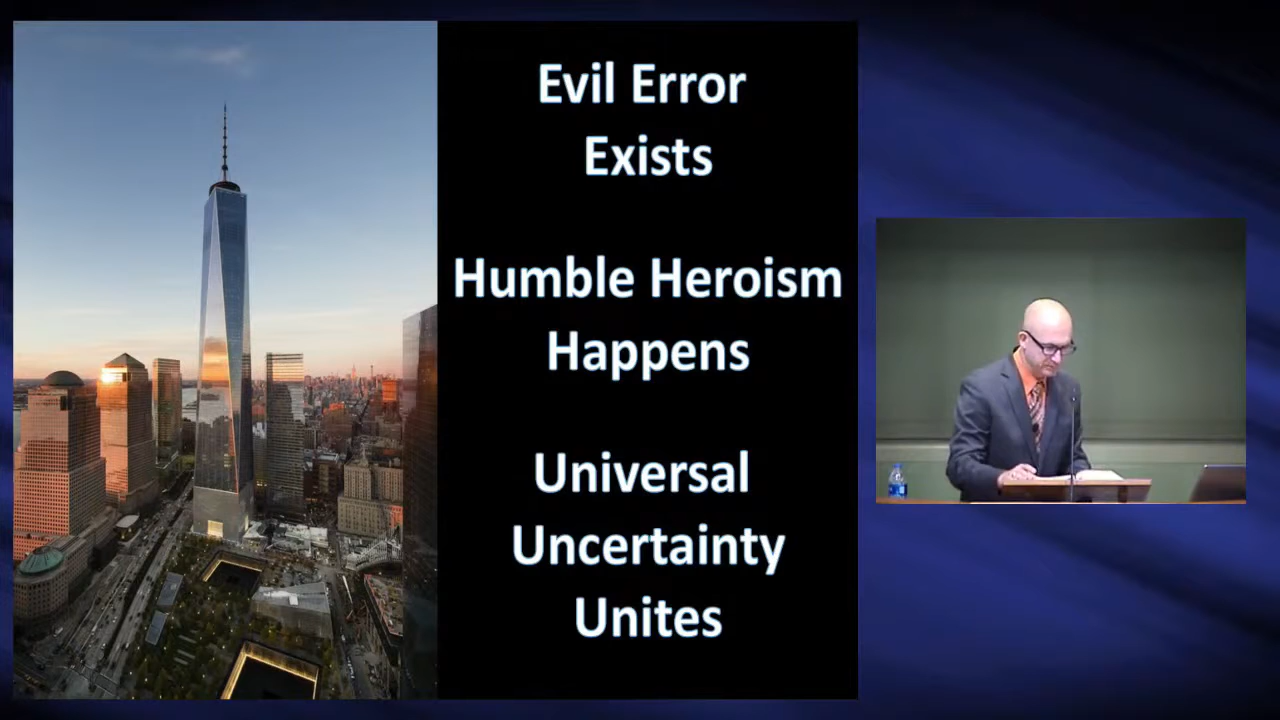 Evil Error
Exists
Humble Heroism
Happens
Universal
Uncertainty
Unites